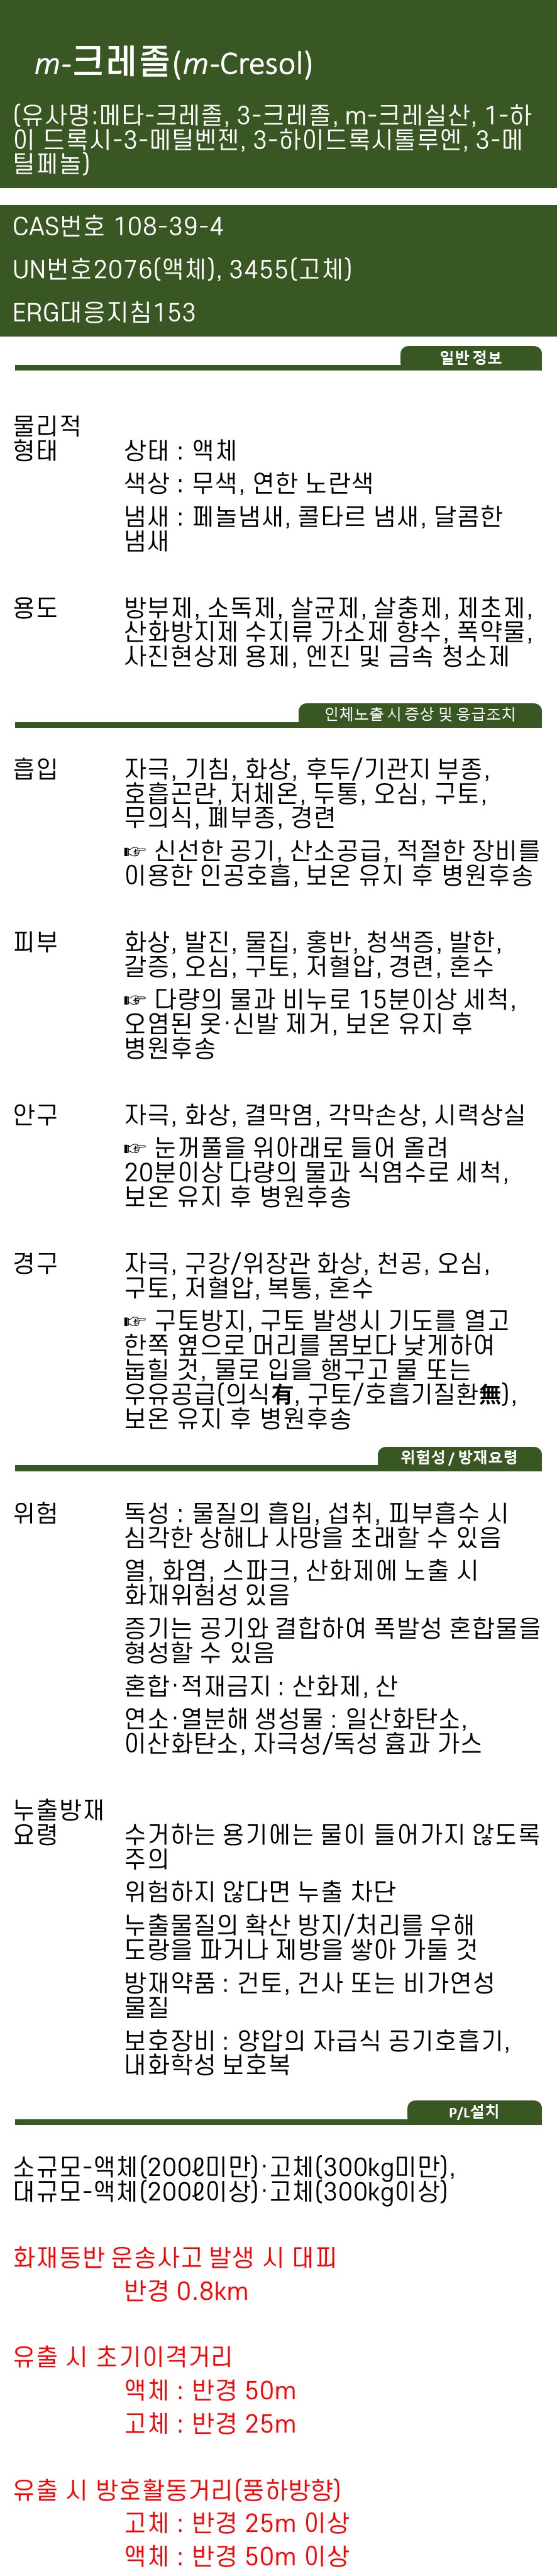 m-크레졸(m-Cresol)
(유사명:메타-크레졸, 3-크레졸, m-크레실산, 1-하
이 드록시-3-메틸벤젠, 3-하이드록시톨루엔, 3-메
틸페놀)
CAS번호 108-39-4
UN번호2076(액체), 3455(고체)
ERG대응지침153
일반 정보
물리적
형태 상태 : 액체
색상 : 무색, 연한 노란색
냄새 : 페놀냄새, 콜타르 냄새, 달콤한
냄새
용도 방부제, 소독제, 살균제, 살충제, 제초제,
산화방지제 수지류 가소제 향수, 폭약물,
사진현상제 용제, 엔진 및 금속 청소제
인체노출 시 증상 및 응급조치
흡입 자극, 기침, 화상, 후두/기관지 부종,
호흡곤란, 저체온, 두통, 오심, 구토,
무의식, 폐부종, 경련
☞ 신선한 공기, 산소공급, 적절한 장비를
이용한 인공호흡, 보온 유지 후 병원후송
피부 화상, 발진, 물집, 홍반, 청색증, 발한,
갈증, 오심, 구토, 저혈압, 경련, 혼수
☞ 다량의 물과 비누로 15분이상 세척,
오염된 옷·신발 제거, 보온 유지 후
병원후송
안구 자극, 화상, 결막염, 각막손상, 시력상실
☞ 눈꺼풀을 위아래로 들어 올려
20분이상 다량의 물과 식염수로 세척,
보온 유지 후 병원후송
경구 자극, 구강/위장관 화상, 천공, 오심,
구토, 저혈압, 복통, 혼수
☞ 구토방지, 구토 발생시 기도를 열고
한쪽 옆으로 머리를 몸보다 낮게하여
눕힐 것, 물로 입을 행구고 물 또는
우유공급(의식有, 구토/호흡기질환無),
보온 유지 후 병원후송
위험성 / 방재요령
위험 독성 : 물질의 흡입, 섭취, 피부흡수 시
심각한 상해나 사망을 초래할 수 있음
열, 화염, 스파크, 산화제에 노출 시
화재위험성 있음
증기는 공기와 결합하여 폭발성 혼합물을
형성할 수 있음
혼합·적재금지 : 산화제, 산
연소·열분해 생성물 : 일산화탄소,
이산화탄소, 자극성/독성 흄과 가스
누출방재
요령 수거하는 용기에는 물이 들어가지 않도록
주의
위험하지 않다면 누출 차단
누출물질의 확산 방지/처리를 우해
도랑을 파거나 제방을 쌓아 가둘 것
방재약품 : 건토, 건사 또는 비가연성
물질
보호장비 : 양압의 자급식 공기호흡기,
내화학성 보호복
P/L설치
소규모-액체(200ℓ미만)·고체(300kg미만),
대규모-액체(200ℓ이상)·고체(300kg이상)
화재동반 운송사고 발생 시 대피
반경 0.8km
유출 시 초기이격거리
액체 : 반경 50m
고체 : 반경 25m
유출 시 방호활동거리(풍하방향)
고체 : 반경 25m 이상
액체 : 반경 50m 이상